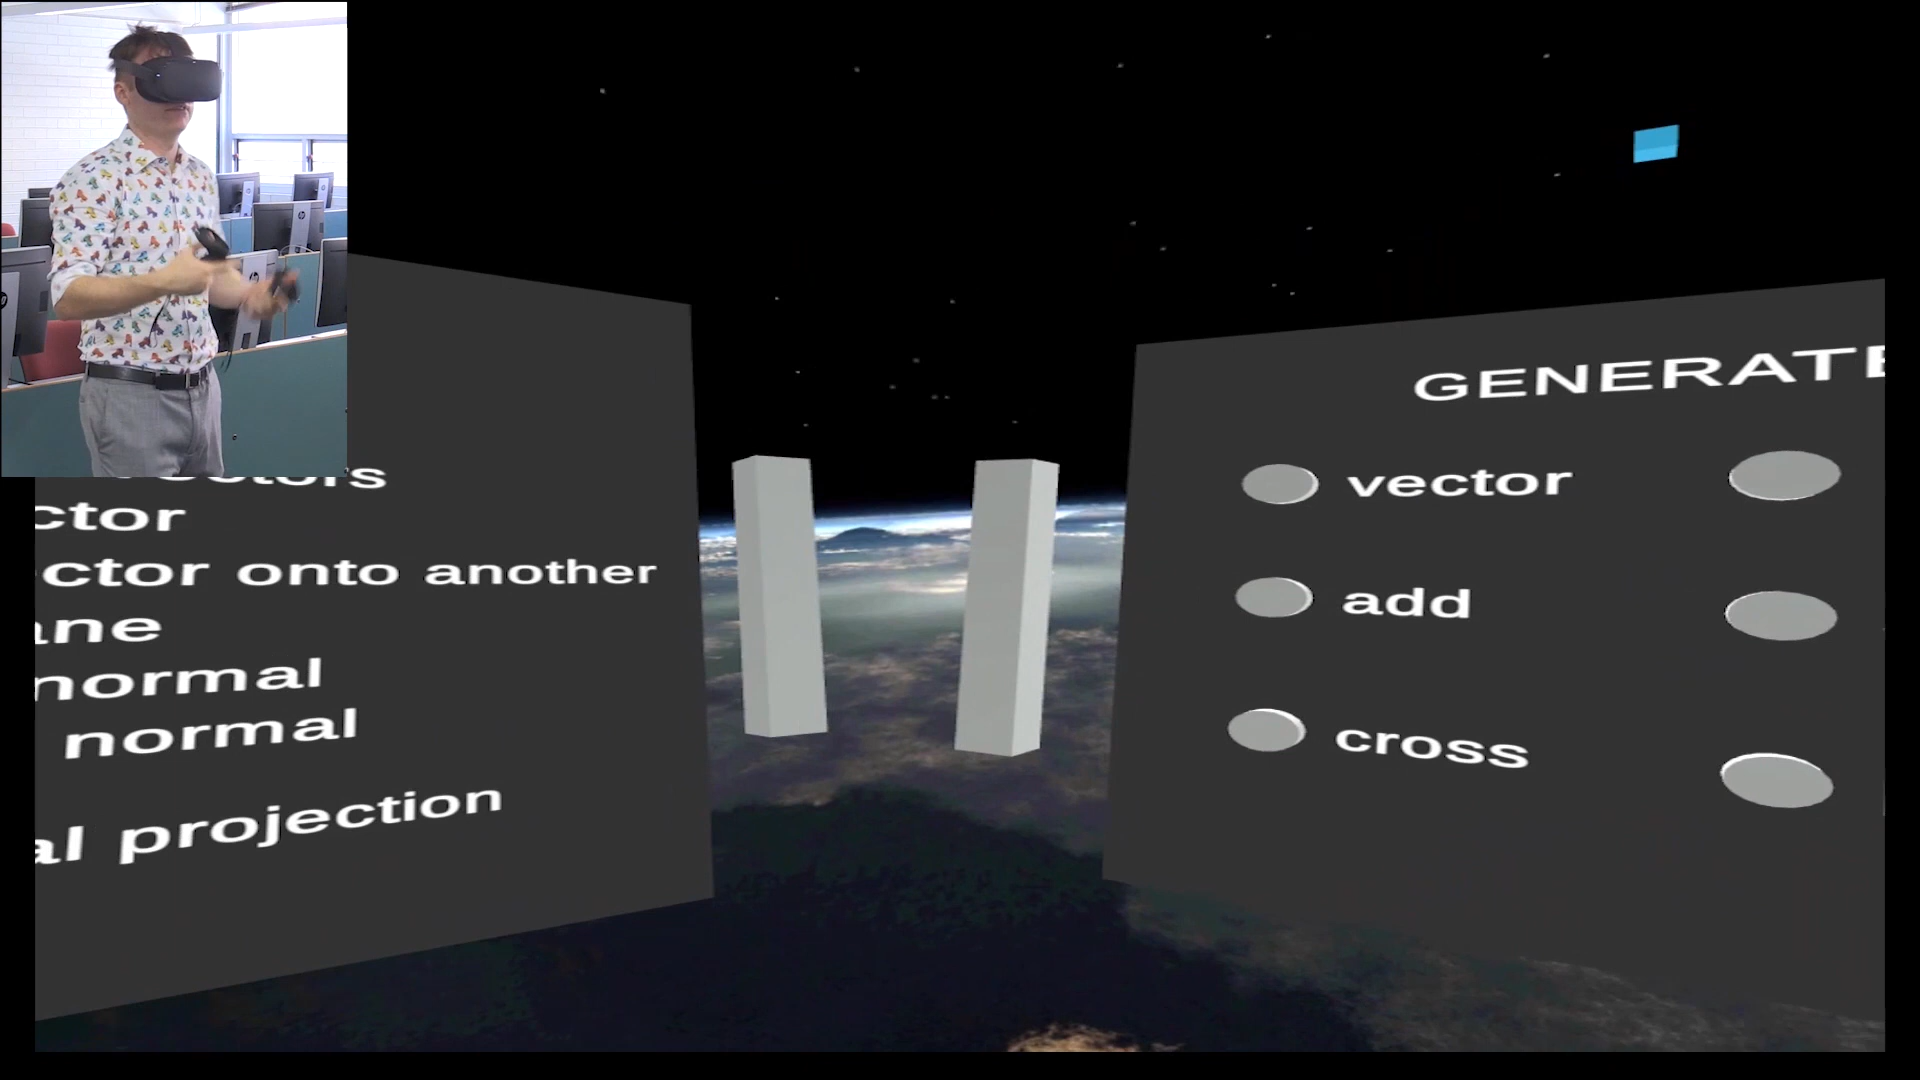 ctor
ctor onto another
ane
normal
normal
al projection
GENERATE
vector
add
cross